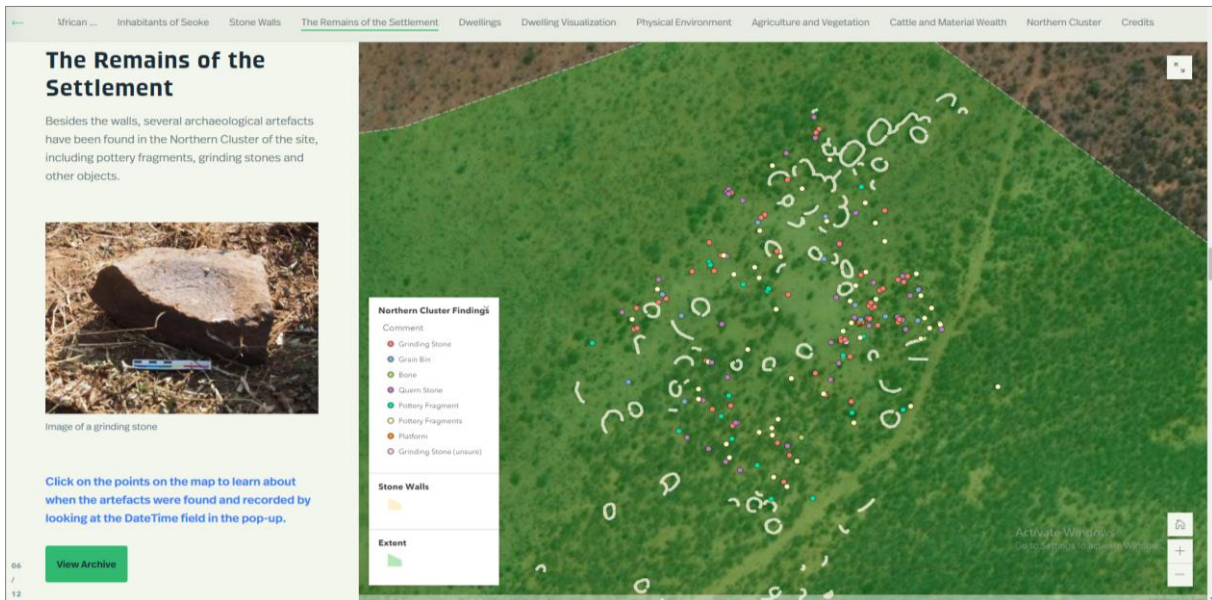 African ...
Inhabitants of Seoke
Stone Walls
The Remains of the Settlement
Dwellings
Dwelling Visualization
Physical Environment
Agriculture and Vegetation
Cattle and Material Wealth
Northern Cluster
Credits
The Remains of the
Settlement
Besides the walls, several archaeological artefacts
have been found in the Northern Cluster of the site,
including pottery fragments, grinding stones and
other objects.
Image of a grinding stone
Click on the points on the map to learn about
when the artefacts were found and recorded by
looking at the DateTime field in the pop-up.
View Archive
06
/
12
Northern Cluster Findings
Comment
Grinding Stone
Grain Bin
Bone
Quern Stone
Pottery Fragment
Pottery Fragments
Platform
Grinding Stone (unsure)
Stone Walls
Extent
Activate Windows
Go to Settings to activate Windows.